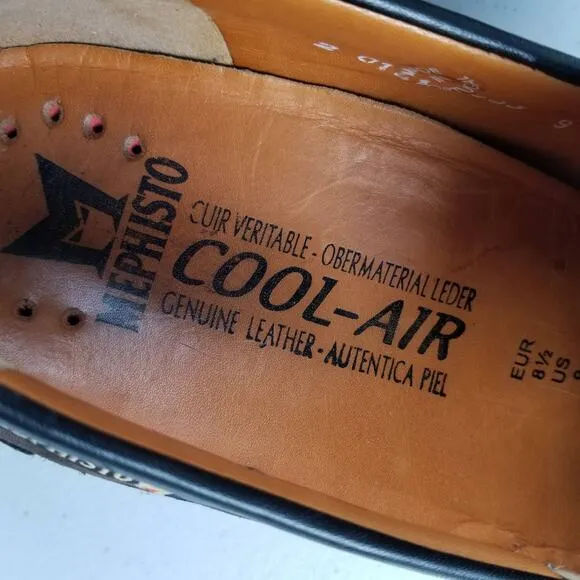 MEPHISTO
CUIR VERITABLE - OBERMATERIAL LEDER
COOL-AIR
GENUINE LEATHER - AUTENTICA PIEL
EUR
8½
US